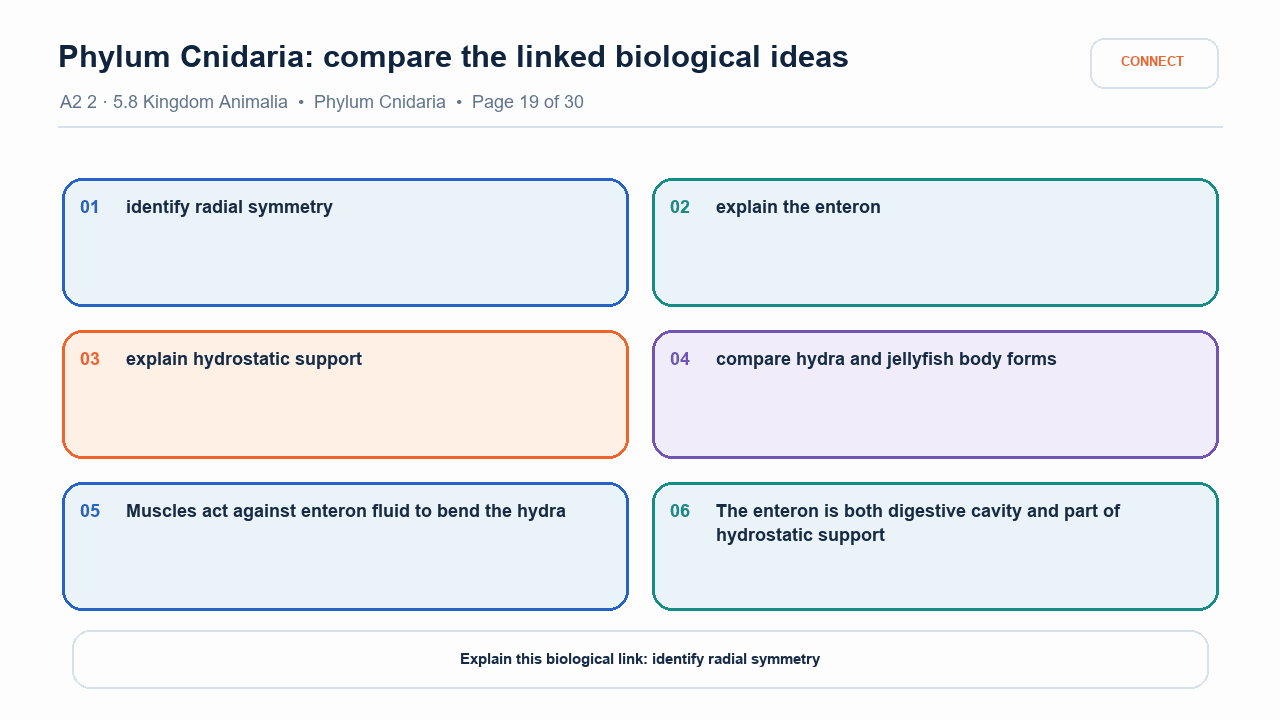 Phylum Cnidaria: compare the linked biological ideas
CONNECT
A2 2 · 5.8 Kingdom Animalia • Phylum Cnidaria • Page 19 of 30
01 identify radial symmetry
02 explain the enteron
03 explain hydrostatic support
04 compare hydra and jellyfish body forms
05 Muscles act against enteron fluid to bend the hydra
06 The enteron is both digestive cavity and part of
hydrostatic support
Explain this biological link: identify radial symmetry